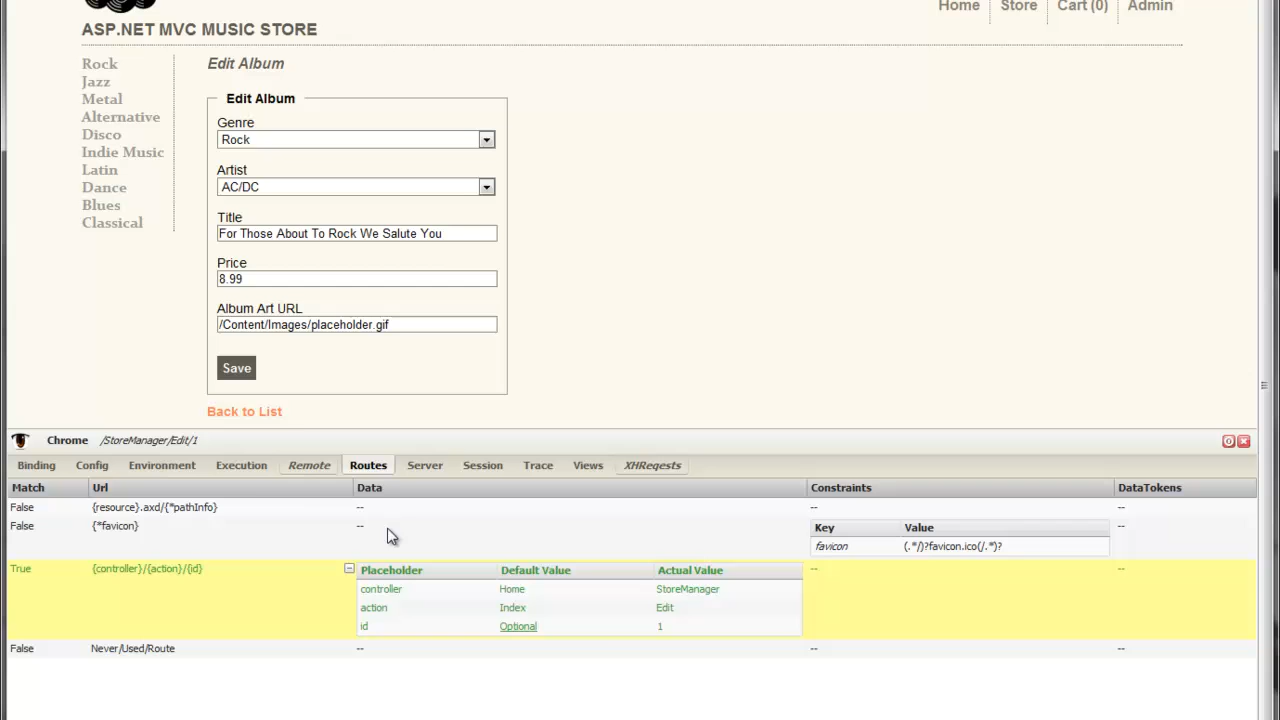 Home Store Cart (0) Admin
ASP.NET MVC MUSIC STORE
Rock
Jazz
Metal
Alternative
Disco
Indie Music
Latin
Dance
Blues
Classical
Edit Album
Edit Album
Genre
Rock
Artist
AC/DC
Title
For Those About To Rock We Salute You
Price
8.99
Album Art URL
/Content/Images/placeholder.gif
Save
Back to List
Chrome /StoreManager/Edit/1
Binding Config Environment Execution Remote Routes Server Session Trace Views XHReqests
Match Url Data Constraints DataTokens
False {resource}.axd/{*pathInfo} -- -- --
False {*favicon} -- Key Value --
favicon (.*/)?favicon.ico(/.*)?
True {controller}/{action}/{id} Placeholder Default Value Actual Value -- --
controller Home StoreManager
action Index Edit
id Optional 1
False Never/Used/Route -- -- --